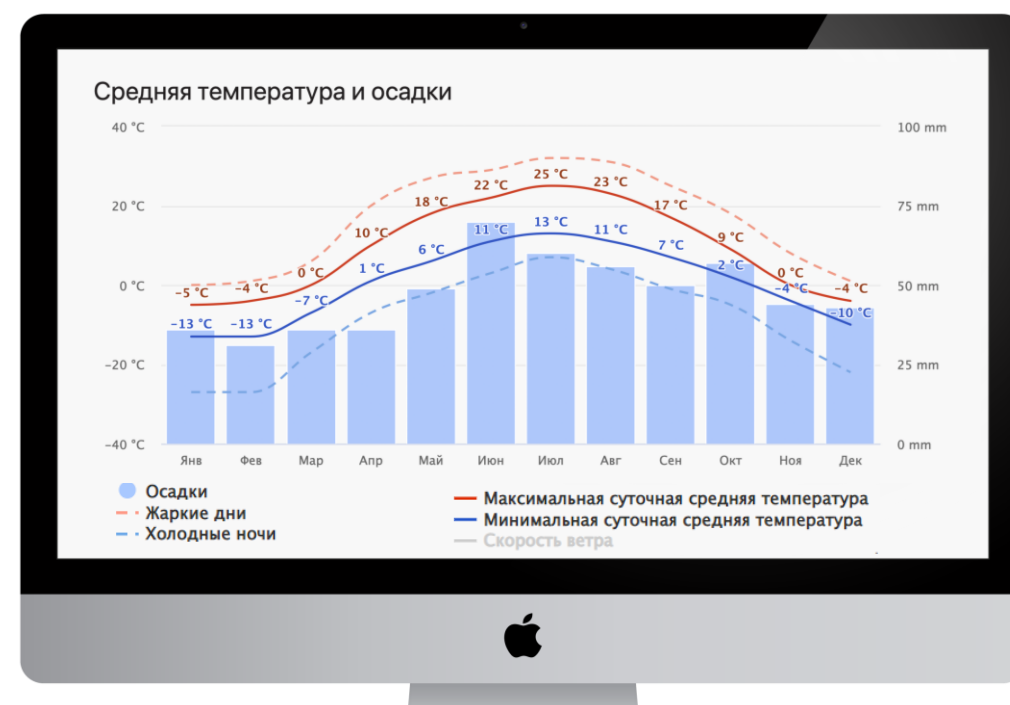 Средняя температура и осадки
40 °C
100 mm
25 °C
22 °C
23 °C
20 °C
18 °C
17 °C
75 mm
10 °C
11 °C
13 °C
11 °C
9 °C
6 °C
7 °C
1 °C
2 °C
0 °C
-5 °C
-4 °C
0 °C
0 °C
-4 °C
-4 °C
50 mm
-13 °C
-13 °C
-7 °C
-10 °C
-20 °C
25 mm
-40 °C
0 mm
Янв Фев Мар Апр Май Июн Июл Авг Сен Окт Ноя Дек
Осадки
Жаркие дни
Холодные ночи
Максимальная суточная средняя температура
Минимальная суточная средняя температура
Скорость ветра